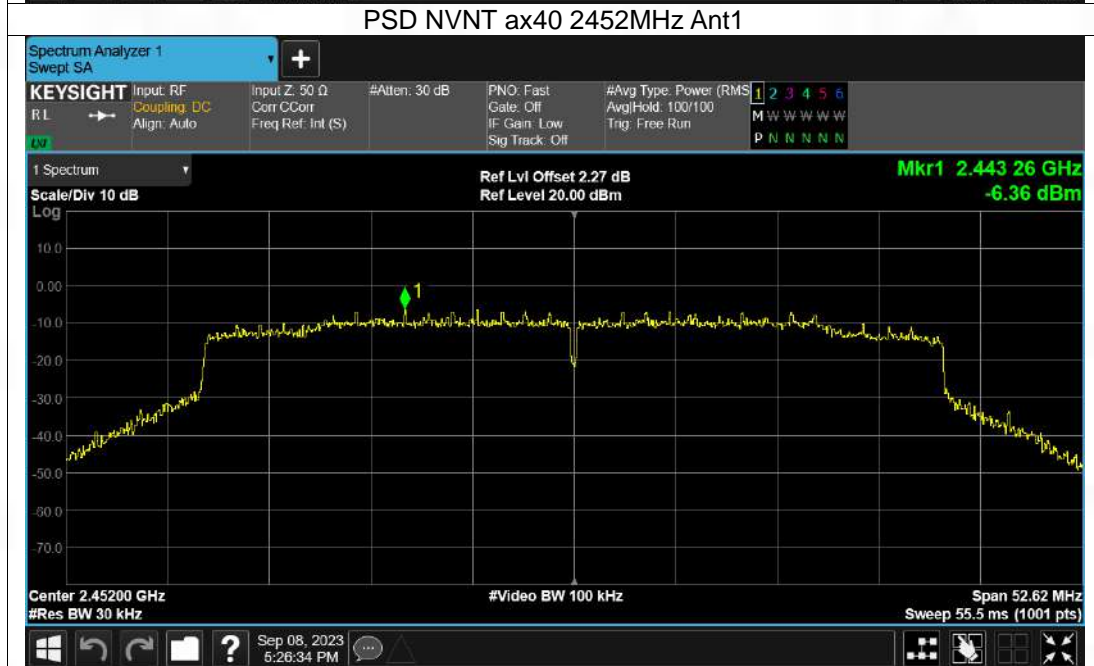 PSD NVNT ax40 2452MHz Ant1
Spectrum Analyzer 1
Swept SA
+
KEYSIGHT Input: RF Input Z: 50 Ω #Atten: 30 dB PNO: Fast #Avg Type: Power (RMS 1 2 3 4 5 6
RL Coupling: DC Corr CCorr Gate: Off Avg|Hold: 100/100 M W W W W W
Align: Auto Freq Ref: Int (S) IF Gain: Low Trig: Free Run
Sig Track: Off P N N N N N
1 Spectrum Ref Lvl Offset 2.27 dB Mkr1 2.443 26 GHz
Scale/Div 10 dB Ref Level 20.00 dBm -6.36 dBm
Log
10.0
0.00
1
-10.0
-20.0
-30.0
-40.0
-50.0
-60.0
-70.0
Center 2.45200 GHz #Video BW 100 kHz Span 52.62 MHz
#Res BW 30 kHz Sweep 55.5 ms (1001 pts)
? Sep 08, 2023
5:26:34 PM